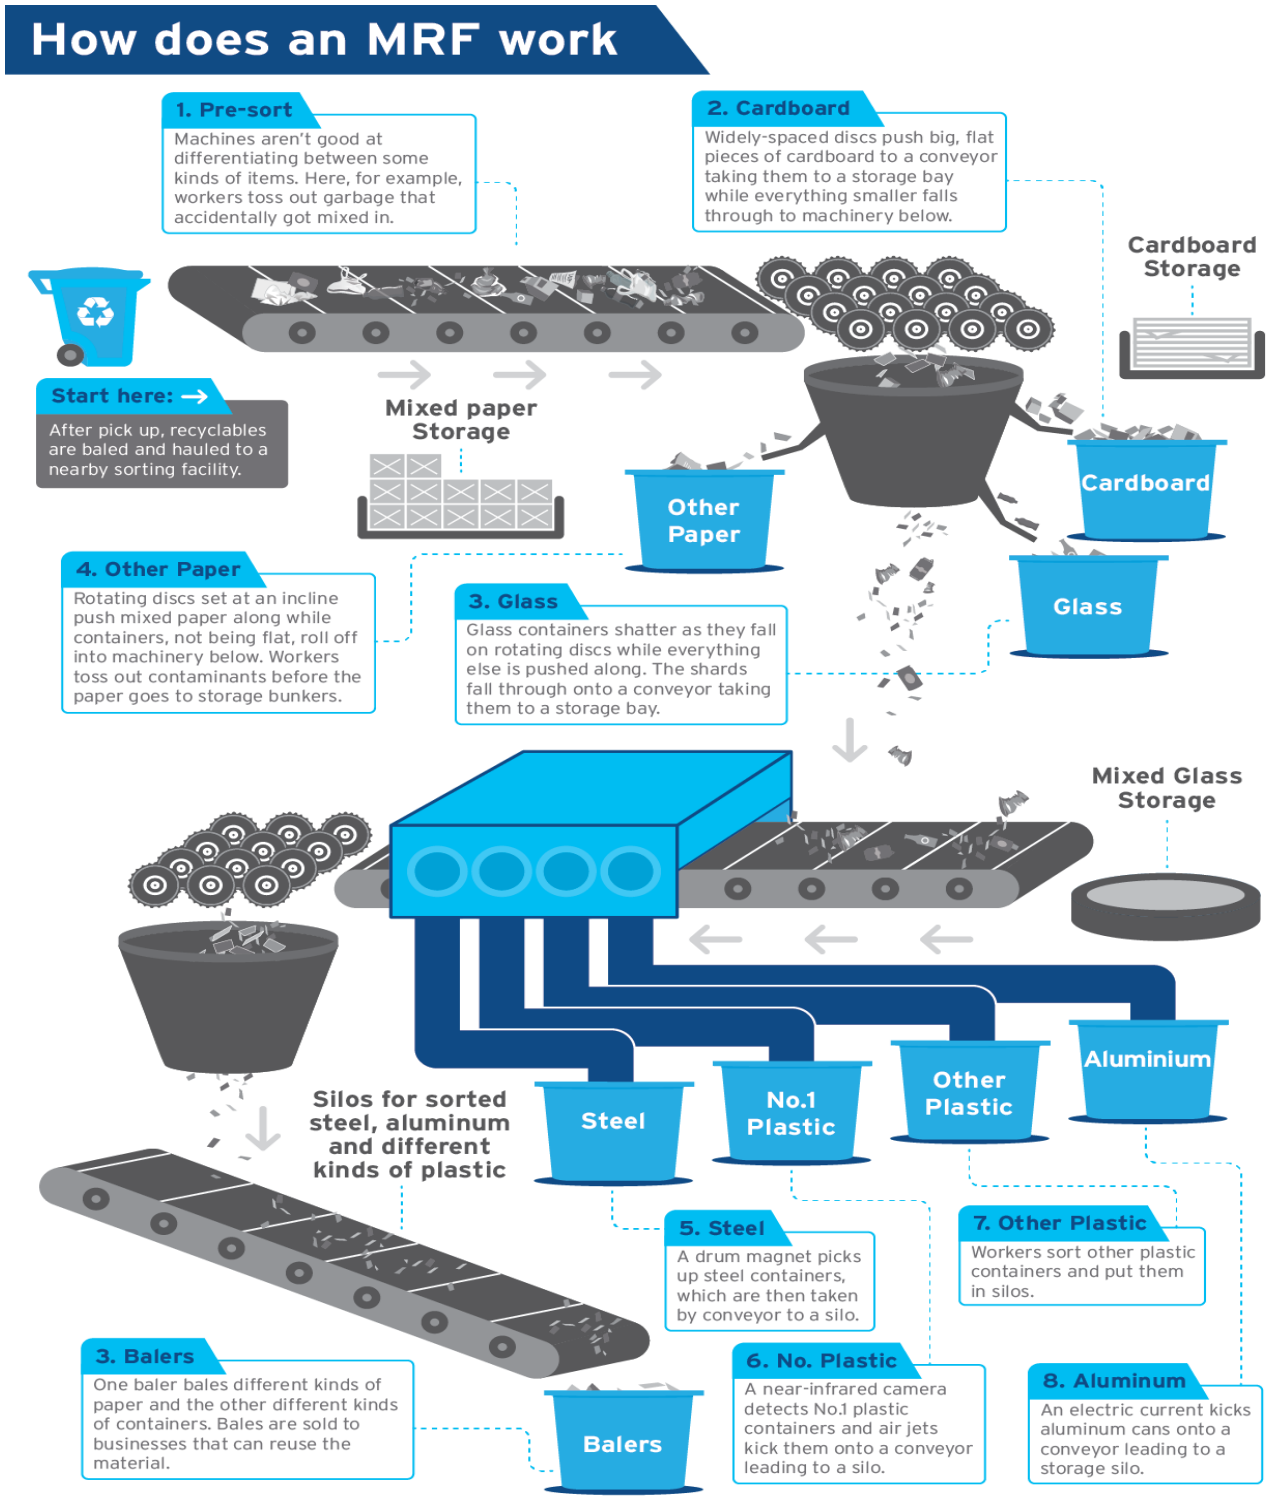 How does an MRF work
1. Pre-sort
Machines aren't good at
differentiating between some
kinds of items. Here, for example,
workers toss out garbage that
accidentally got mixed in.
2. Cardboard
Widely-spaced discs push big, flat
pieces of cardboard to a conveyor
taking them to a storage bay
while everything smaller falls
through to machinery below.
Cardboard
Storage
Start here: →
After pick up, recyclables
are baled and hauled to a
nearby sorting facility.
Mixed paper
Storage
Other
Paper
Cardboard
Glass
4. Other Paper
Rotating discs set at an incline
push mixed paper along while
containers, not being flat, roll off
into machinery below. Workers
toss out contaminants before the
paper goes to storage bunkers.
3. Glass
Glass containers shatter as they fall
on rotating discs while everything
else is pushed along. The shards
fall through onto a conveyor taking
them to a storage bay.
Mixed Glass
Storage
Silos for sorted
steel, aluminum
and different
kinds of plastic
Steel
No.1
Plastic
Other
Plastic
Aluminium
5. Steel
A drum magnet picks
up steel containers,
which are then taken
by conveyor to a silo.
7. Other Plastic
Workers sort other plastic
containers and put them
in silos.
3. Balers
One baler bales different kinds of
paper and the other different kinds
of containers. Bales are sold to
businesses that can reuse the
material.
Balers
6. No. Plastic
A near-infrared camera
detects No.1 plastic
containers and air jets
kick them onto a conveyor
leading to a silo.
8. Aluminum
An electric current kicks
aluminum cans onto a
conveyor leading to a
storage silo.